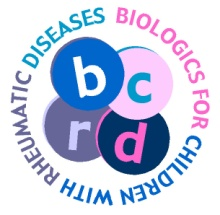 BIOLOGICS FOR CHILDREN WITH RHEUMATIC DISEASES
b c
r d